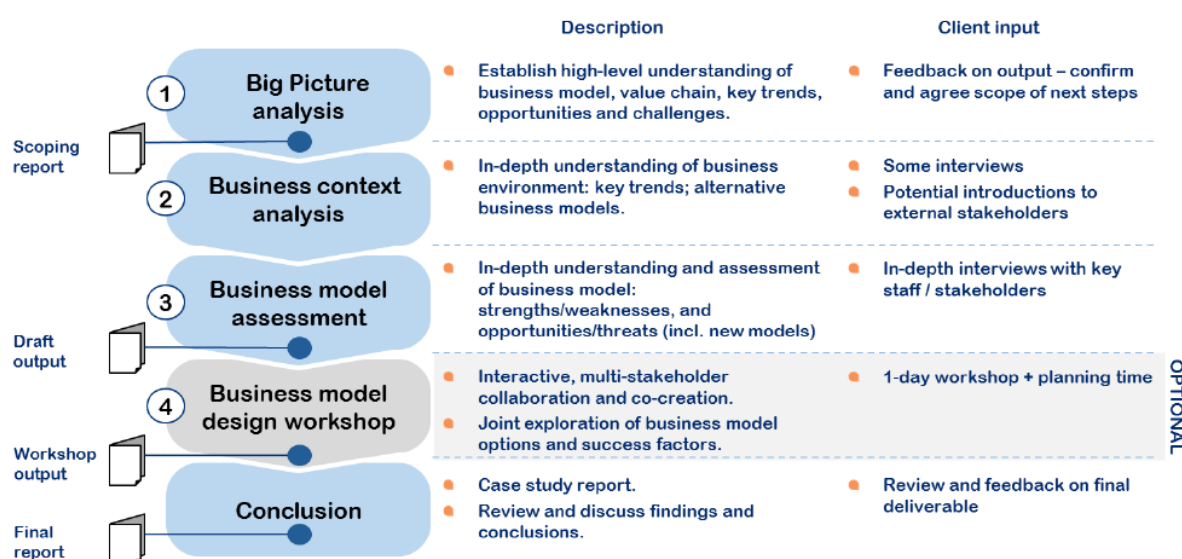 Description
Client input
1
Big Picture
analysis
Establish high-level understanding of
business model, value chain, key trends,
opportunities and challenges.
Feedback on output – confirm
and agree scope of next steps
Scoping
report
2
Business context
analysis
In-depth understanding of business
environment: key trends; alternative
business models.
Some interviews
Potential introductions to
external stakeholders
3
Business model
assessment
In-depth understanding and assessment
of business model:
strengths/weaknesses, and
opportunities/threats (incl. new models)
In-depth interviews with key
staff / stakeholders
Draft
output
4
Business model
design workshop
Interactive, multi-stakeholder
collaboration and co-creation.
Joint exploration of business model
options and success factors.
1-day workshop + planning time
OPTIONAL
Workshop
output
Conclusion
Case study report.
Review and discuss findings and
conclusions.
Review and feedback on final
deliverable
Final
report